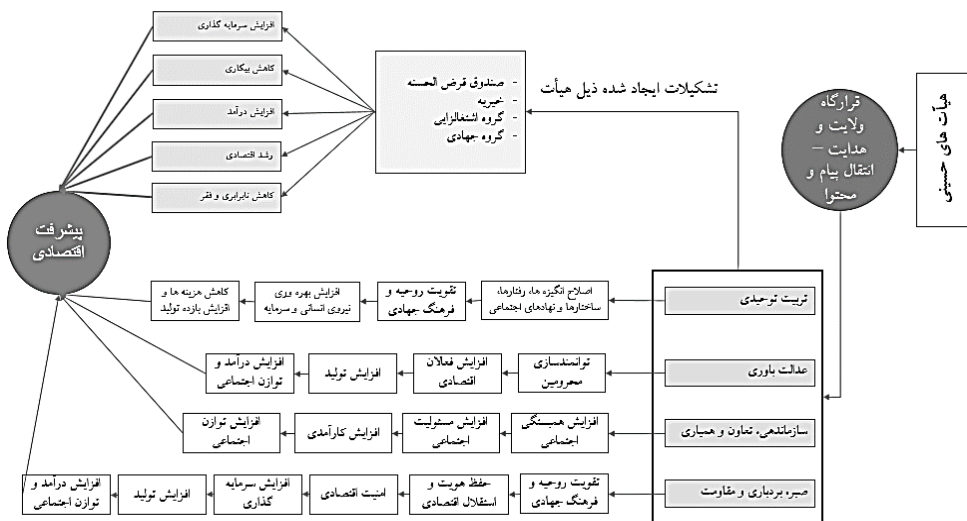 هیأت های حسینی
قرارگاه
ولایت و
هدایت –
انتقال پیام و
محتوا
تشکیلات ایجاد شده ذیل هیأت
- صندوق قرض الحسنه
- خیریه
- گروه اشتغالزایی
- گروه جهادی
افزایش سرمایه گذاری
کاهش بیکاری
افزایش درآمد
رشد اقتصادی
کاهش نابرابری و فقر
پیشرفت
اقتصادی
تربیت توحیدی
اصلاح انگیزه ها، رفتارها،
ساختارها و نهادهای اجتماعی
تقویت روحیه و
فرهنگ جهادی
افزایش بهره وری
نیروی انسانی و سرمایه
کاهش هزینه ها و
افزایش بازده تولید
عدالت باوری
توانمندسازی
محرومین
افزایش فعالان
اقتصادی
افزایش تولید
افزایش درآمد و
توازن اجتماعی
سازماندهی، تعاون و همیاری
افزایش همبستگی
اجتماعی
افزایش مسئولیت
اجتماعی
افزایش کارآمدی
افزایش توازن
اجتماعی
صبر، بردباری و مقاومت
تقویت روحیه و
فرهنگ جهادی
حفظ هویت و
استقلال اقتصادی
امنیت اقتصادی
افزایش سرمایه
گذاری
افزایش تولید
افزایش درآمد و
توازن اجتماعی